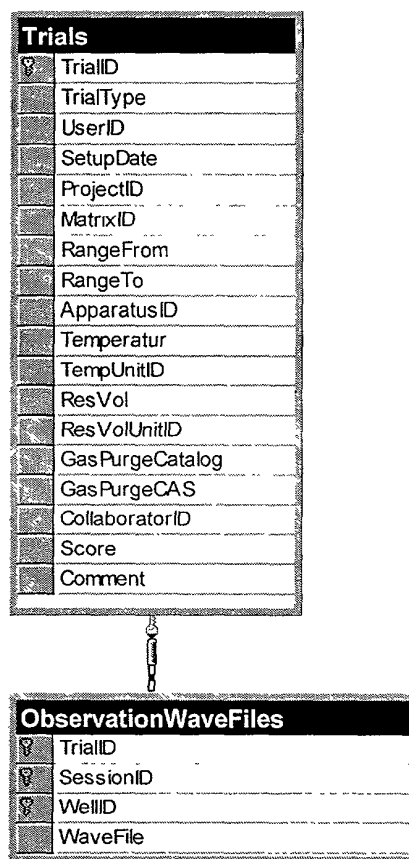 Trials
TrialID
TrialType
UserID
SetupDate
ProjectID
MatrixID
RangeFrom
RangeTo
ApparatusID
Temperatur
TempUnitID
ResVol
ResVolUnitID
GasPurgeCatalog
GasPurgeCAS
CollaboratorID
Score
Comment
ObservationWaveFiles
TrialID
SessionID
WellID
WaveFile